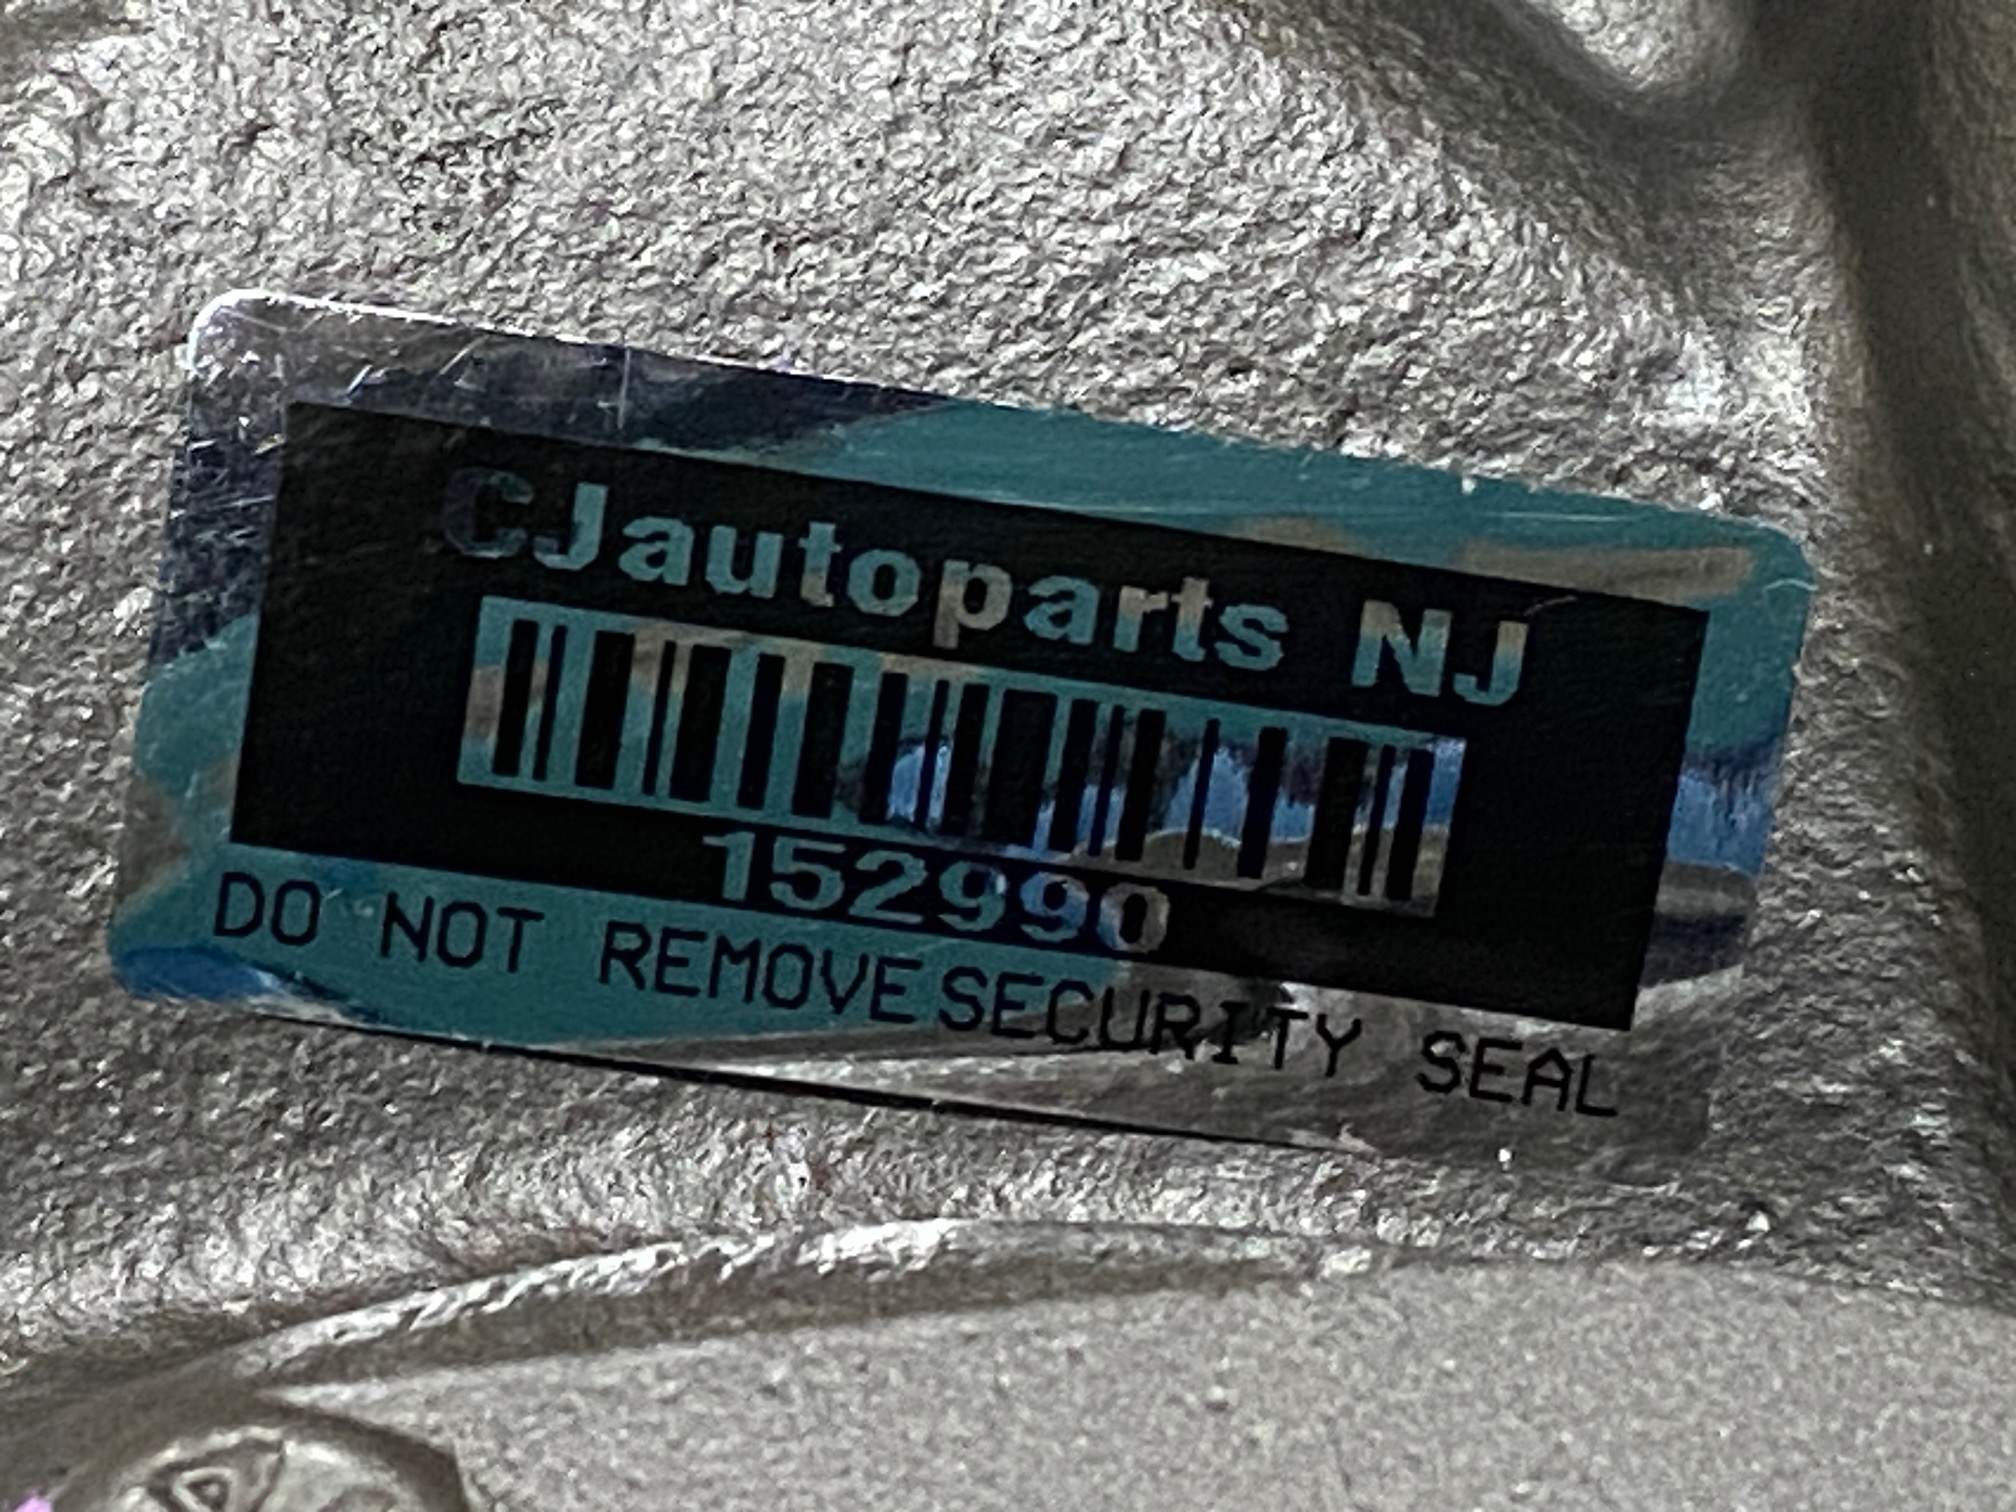 CJautoparts NJ
152990
DO NOT REMOVE SECURITY SEAL